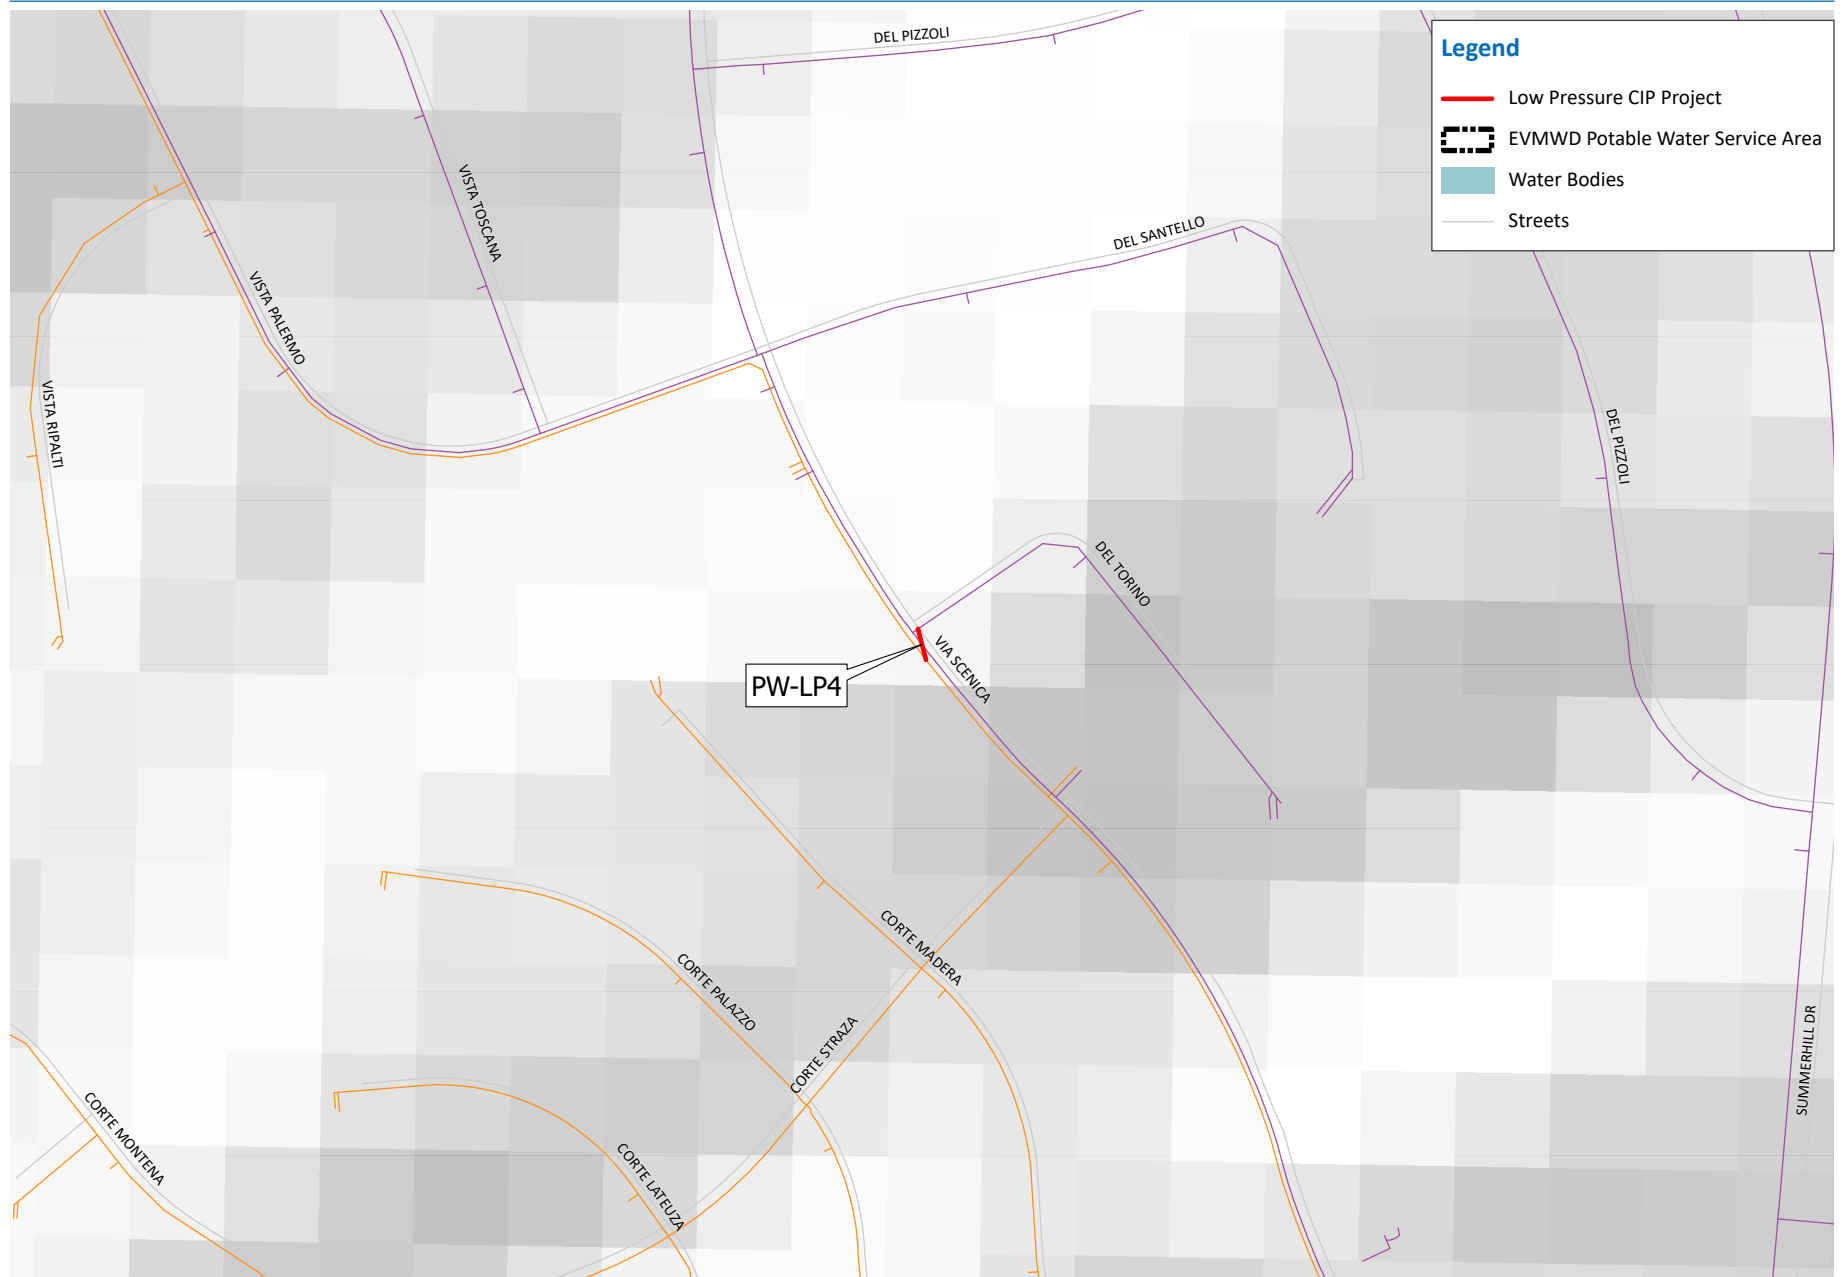 DEL PIZZOLI
Legend
Low Pressure CIP Project
EVMWD Potable Water Service Area
Water Bodies
Streets
VISTA TOSCANA
DEL SANTELLO
VISTA PALERMO
VISTA RIPALTI
DEL PIZZOLI
DEL TORINO
VIA SCENICA
PW-LP4
CORTE MADERA
CORTE PALAZZO
CORTE STRAZA
SUMMERHILL DR
CORTE MONTENA
CORTE LATEUZA